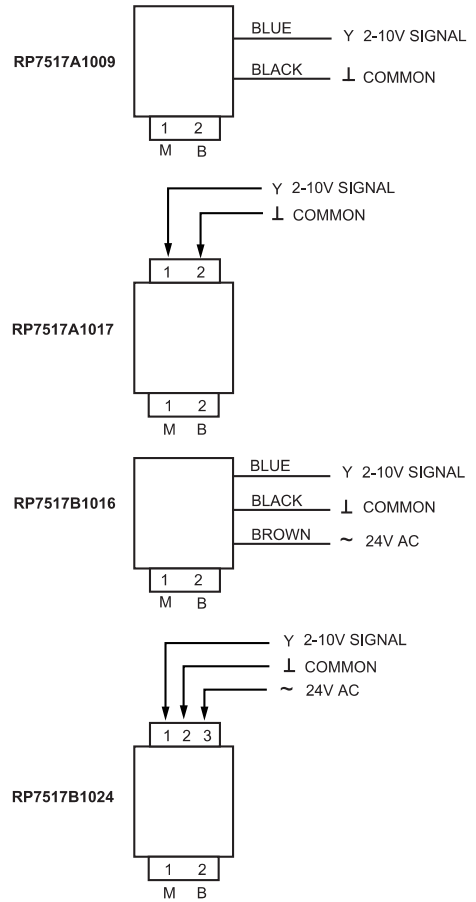 BLUE
Y 2-10V SIGNAL
RP7517A1009
BLACK
⊥ COMMON
1 2
M B
Y 2-10V SIGNAL
⊥ COMMON
1 2
RP7517A1017
1 2
M B
BLUE
Y 2-10V SIGNAL
RP7517B1016
BLACK
⊥ COMMON
BROWN
~ 24V AC
1 2
M B
Y 2-10V SIGNAL
⊥ COMMON
~ 24V AC
1 2 3
RP7517B1024
1 2
M B